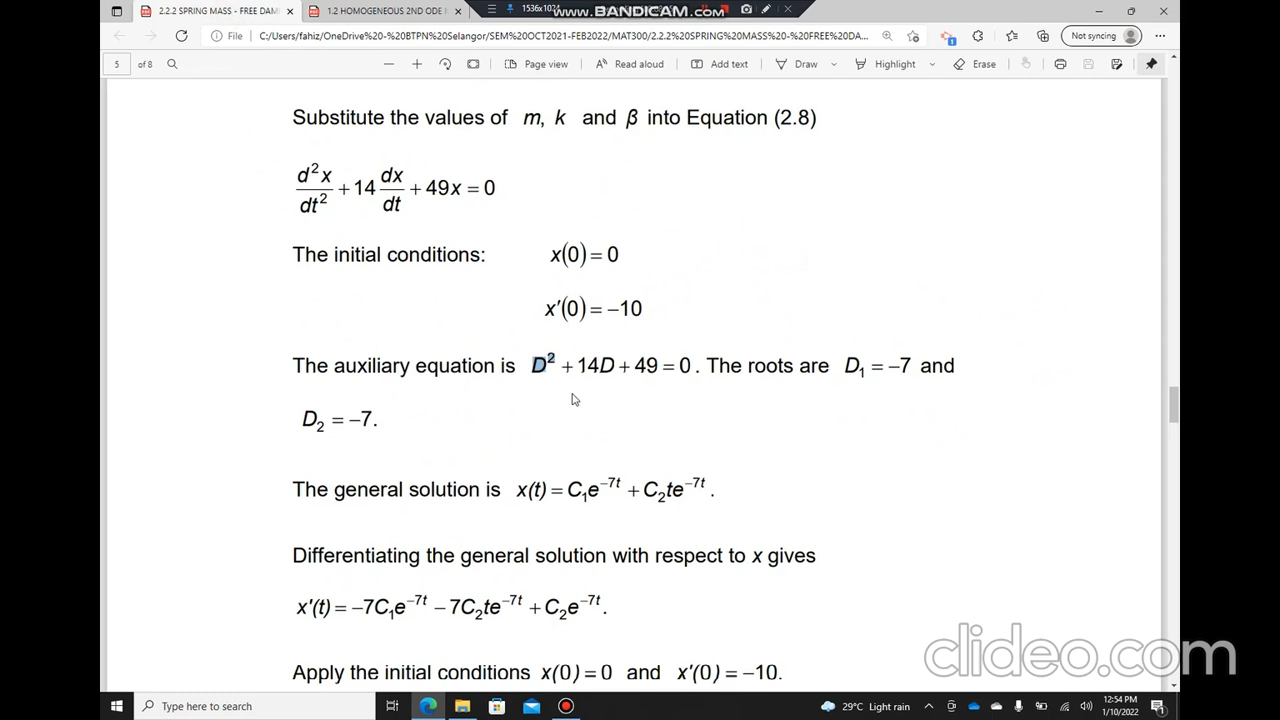 2.2.2 SPRING MASS - FREE DAM
1.2 HOMOGENEOUS 2ND ODE
1536x102
www.BANDICAM.com
File
C:/Users/fahiz/OneDrive%20-%20BTPN%20Selangor/SEM%20OCT2021-FEB2022/MAT300/2.2.2%20SPRING%20MASS%20-%20FREE%20DA...
Not syncing
5 of 8
Page view
Read aloud
Add text
Draw
Highlight
Erase
Substitute the values of m, k and β into Equation (2.8)
d²x/dt² + 14 dx/dt + 49x = 0
The initial conditions: x(0) = 0
x′(0) = −10
The auxiliary equation is D² + 14D + 49 = 0. The roots are D₁ = −7 and
D₂ = −7.
The general solution is x(t) = C₁e⁻⁷ᵗ + C₂te⁻⁷ᵗ.
Differentiating the general solution with respect to x gives
x'(t) = −7C₁e⁻⁷ᵗ − 7C₂te⁻⁷ᵗ + C₂e⁻⁷ᵗ.
Apply the initial conditions x(0) = 0 and x′(0) = −10.
clideo.com
Type here to search
29°C Light rain
12:54 PM
1/10/2022